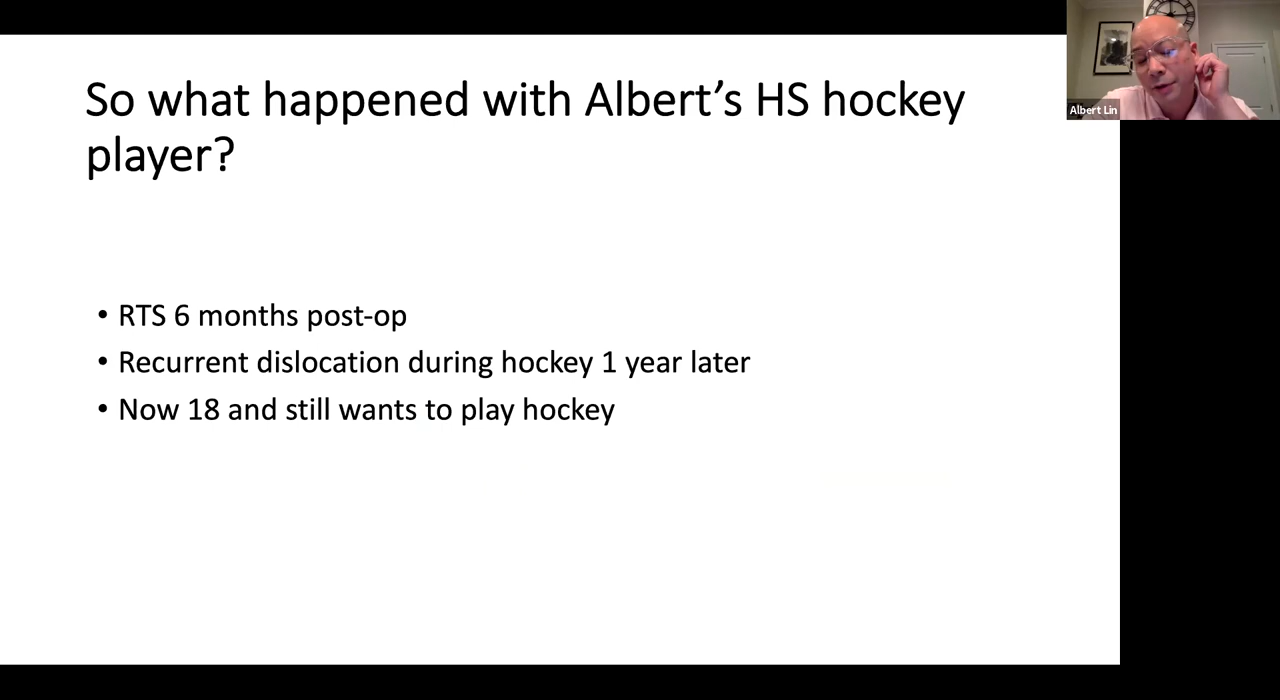 So what happened with Albert’s HS hockey
player?
• RTS 6 months post-op
• Recurrent dislocation during hockey 1 year later
• Now 18 and still wants to play hockey
Albert Lin